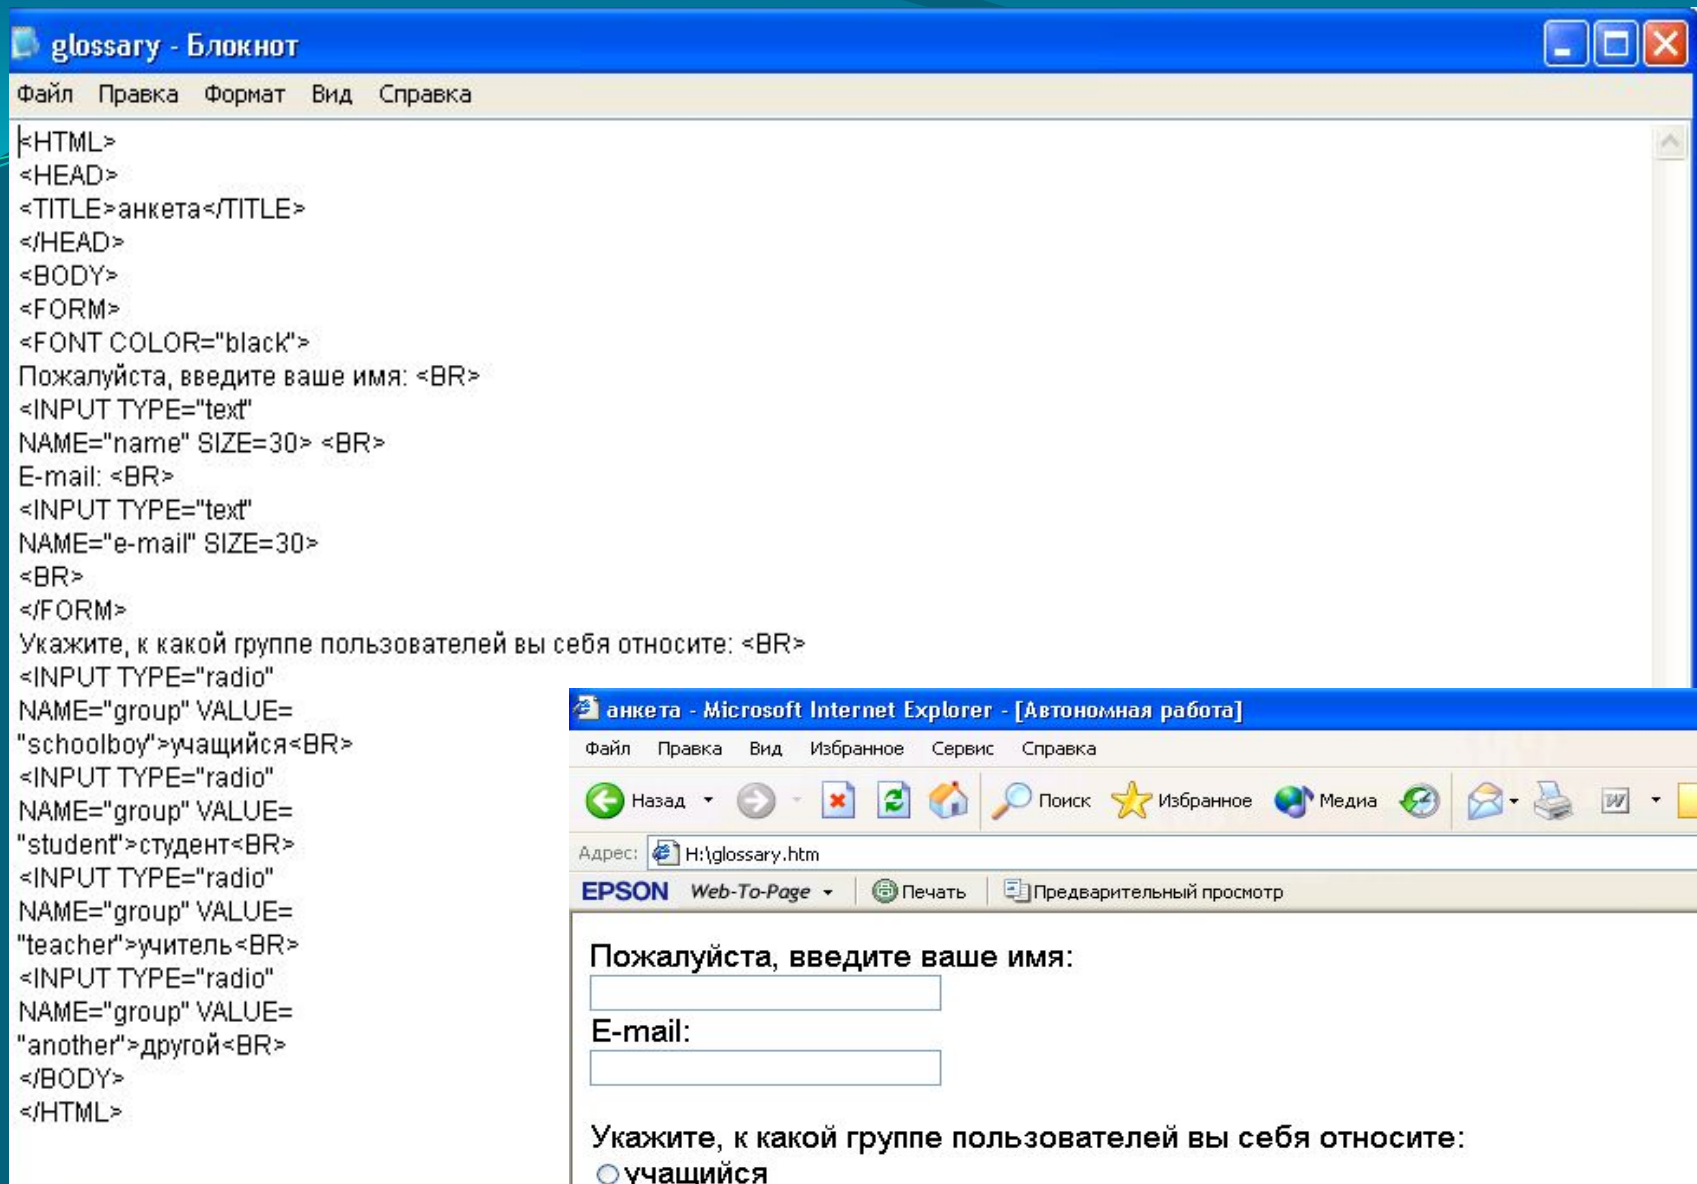 glossary - Блокнот
Файл Правка Формат Вид Справка
<HTML>
<HEAD>
<TITLE>анкета</TITLE>
</HEAD>
<BODY>
<FORM>
<FONT COLOR="black">
Пожалуйста, введите ваше имя: <BR>
<INPUT TYPE="text"
NAME="name" SIZE=30> <BR>
E-mail: <BR>
<INPUT TYPE="text"
NAME="e-mail" SIZE=30>
<BR>
</FORM>
Укажите, к какой группе пользователей вы себя относите: <BR>
<INPUT TYPE="radio"
NAME="group" VALUE=
"schoolboy">учащийся<BR>
<INPUT TYPE="radio"
NAME="group" VALUE=
"student">студент<BR>
<INPUT TYPE="radio"
NAME="group" VALUE=
"teacher">учитель<BR>
<INPUT TYPE="radio"
NAME="group" VALUE=
"another">другой<BR>
</BODY>
</HTML>
анкета - Microsoft Internet Explorer - [Автономная работа]
Файл Правка Вид Избранное Сервис Справка
Назад Поиск Избранное Медиа W
Адрес: H:\glossary.htm
EPSON Web-To-Page Печать Предварительный просмотр
Пожалуйста, введите ваше имя:
E-mail:
Укажите, к какой группе пользователей вы себя относите:
учащийся